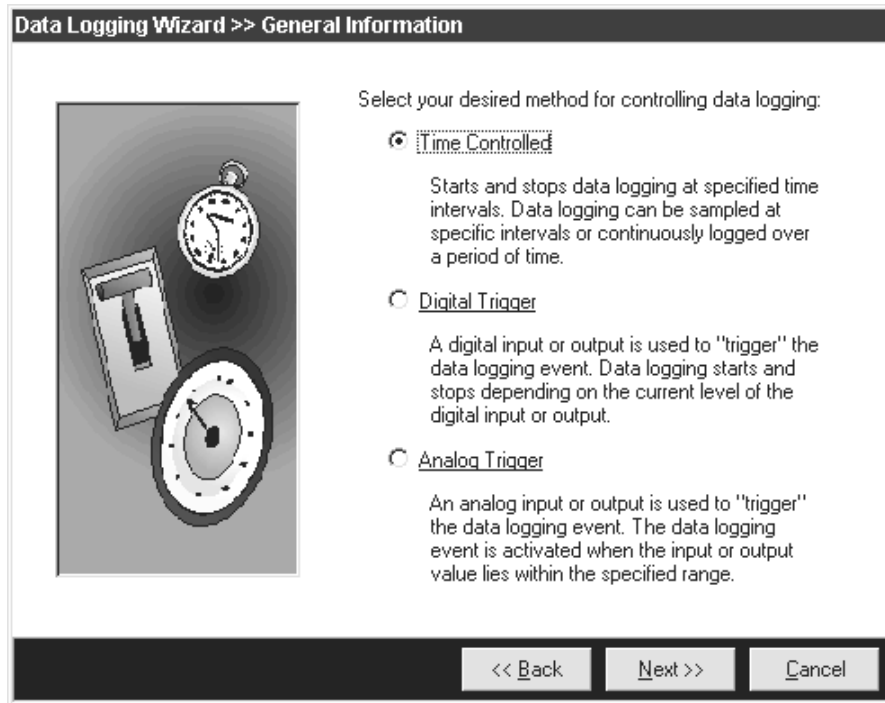 Data Logging Wizard >> General Information
Select your desired method for controlling data logging:
Time Controlled
Starts and stops data logging at specified time
intervals. Data logging can be sampled at
specific intervals or continuously logged over
a period of time.
Digital Trigger
A digital input or output is used to "trigger" the
data logging event. Data logging starts and
stops depending on the current level of the
digital input or output.
Analog Trigger
An analog input or output is used to "trigger"
the data logging event. The data logging
event is activated when the input or output
value lies within the specified range.
<< Back
Next >>
Cancel